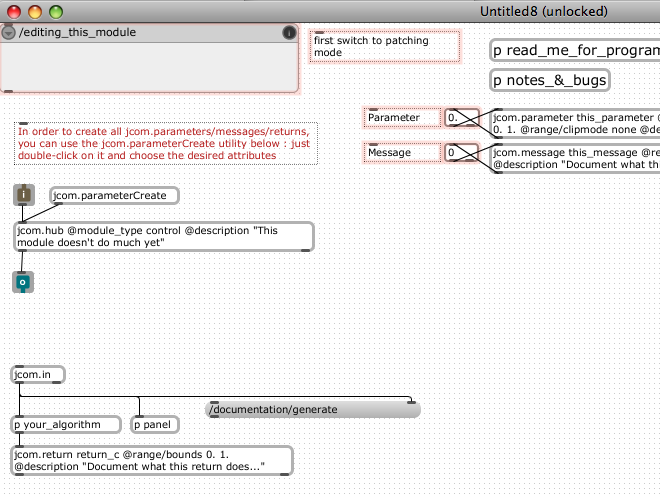 Untitled8 (unlocked)
/editing_this_module
i
first switch to patching
mode
p read_me_for_program
p notes_&_bugs
Parameter
0.
jcom.parameter this_parameter @
0. 1. @range/clipmode none @de
In order to create all jcom.parameters/messages/returns,
you can use the jcom.parameterCreate utility below : just
double-click on it and choose the desired attributes
Message
0
jcom.message this_message @re
@description "Document what th
i
jcom.parameterCreate
jcom.hub @module_type control @description "This
module doesn't do much yet"
o
jcom.in
/documentation/generate
p your_algorithm
p panel
jcom.return return_c @range/bounds 0. 1.
@description "Document what this return does..."